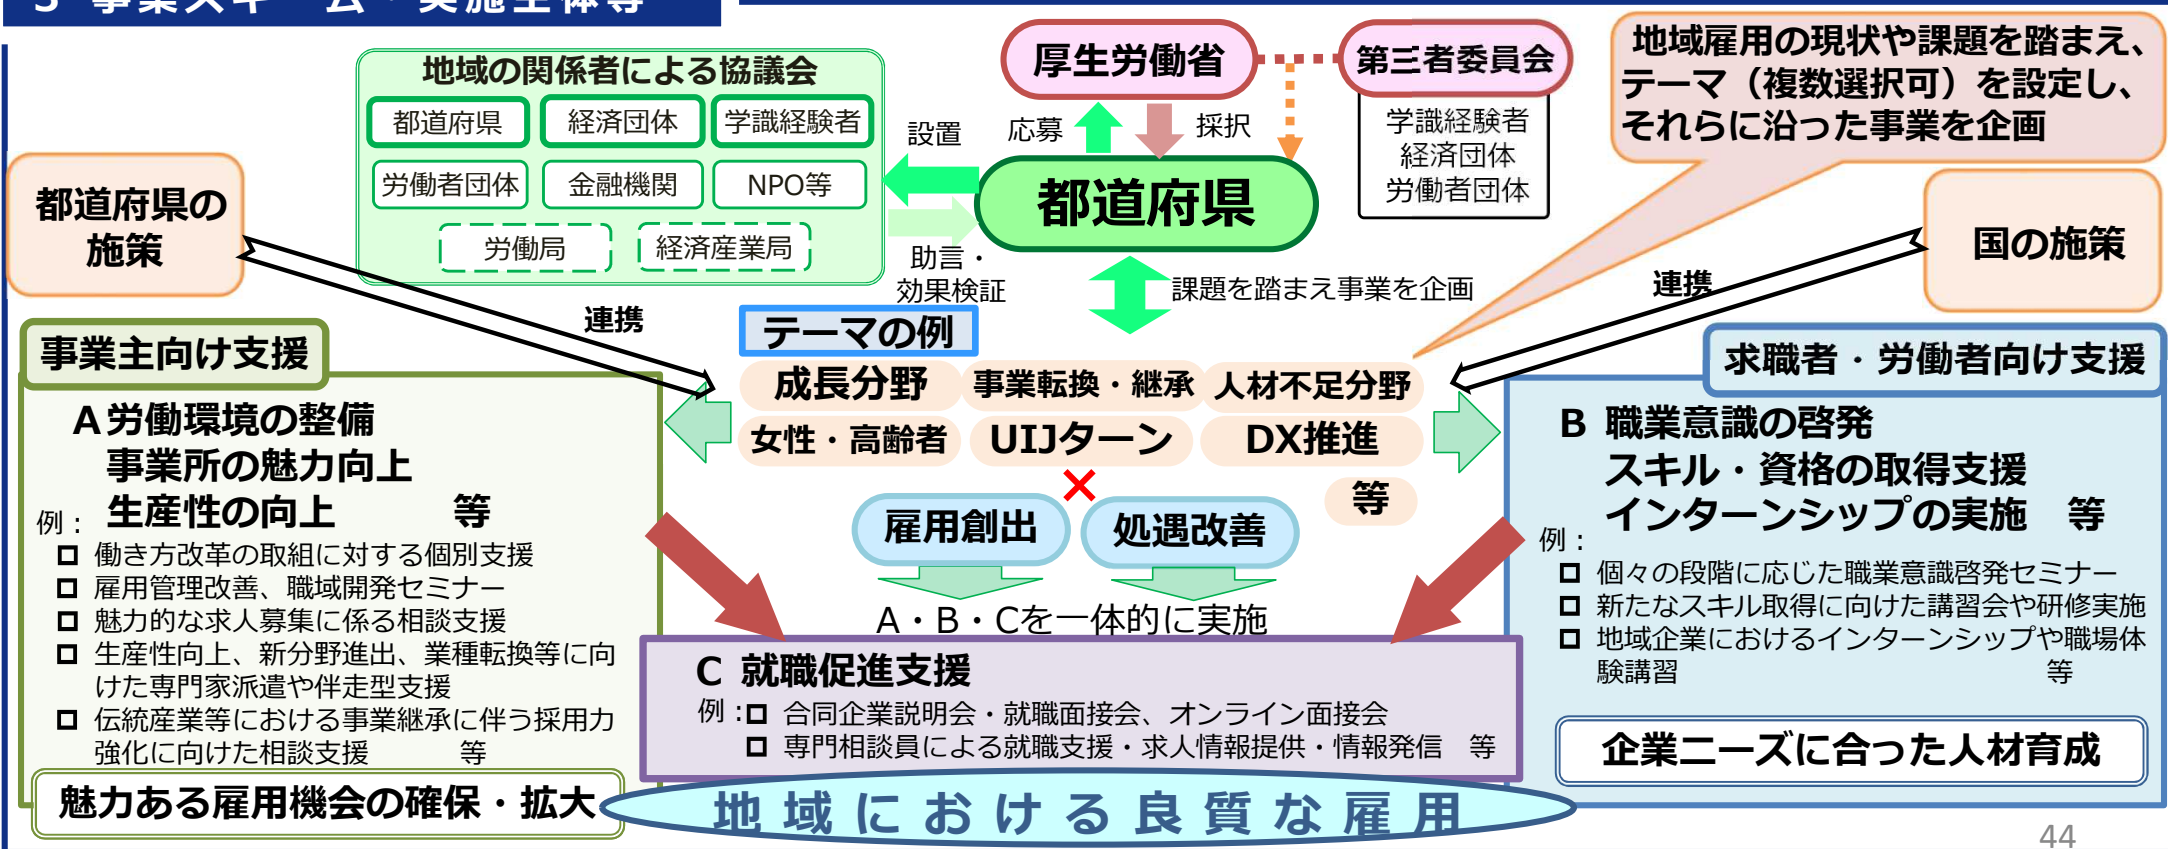 3 事業スキーム・実施主体等
地域の関係者による協議会
都道府県
経済団体
学識経験者
労働者団体
金融機関
NPO等
労働局
経済産業局
設置
助言・
効果検証
厚生労働省
第三者委員会
学識経験者
経済団体
労働者団体
応募
採択
都道府県
課題を踏まえ事業を企画
地域雇用の現状や課題を踏まえ、
テーマ（複数選択可）を設定し、
それらに沿った事業を企画
都道府県の
施策
連携
国の施策
連携
テーマの例
成長分野
事業転換・継承
人材不足分野
女性・高齢者
UIJターン
DX推進
等
×
雇用創出
処遇改善
A・B・Cを一体的に実施
事業主向け支援
A 労働環境の整備
事業所の魅力向上
生産性の向上 等
例：
働き方改革の取組に対する個別支援
雇用管理改善、職域開発セミナー
魅力的な求人募集に係る相談支援
生産性向上、新分野進出、業種転換等に向
けた専門家派遣や伴走型支援
伝統産業等における事業継承に伴う採用力
強化に向けた相談支援 等
魅力ある雇用機会の確保・拡大
求職者・労働者向け支援
B 職業意識の啓発
スキル・資格の取得支援
インターンシップの実施 等
例：
個々の段階に応じた職業意識啓発セミナー
新たなスキル取得に向けた講習会や研修実施
地域企業におけるインターンシップや職場体
験講習 等
企業ニーズに合った人材育成
C 就職促進支援
例：
合同企業説明会・就職面接会、オンライン面接会
専門相談員による就職支援・求人情報提供・情報発信 等
地域における良質な雇用
44